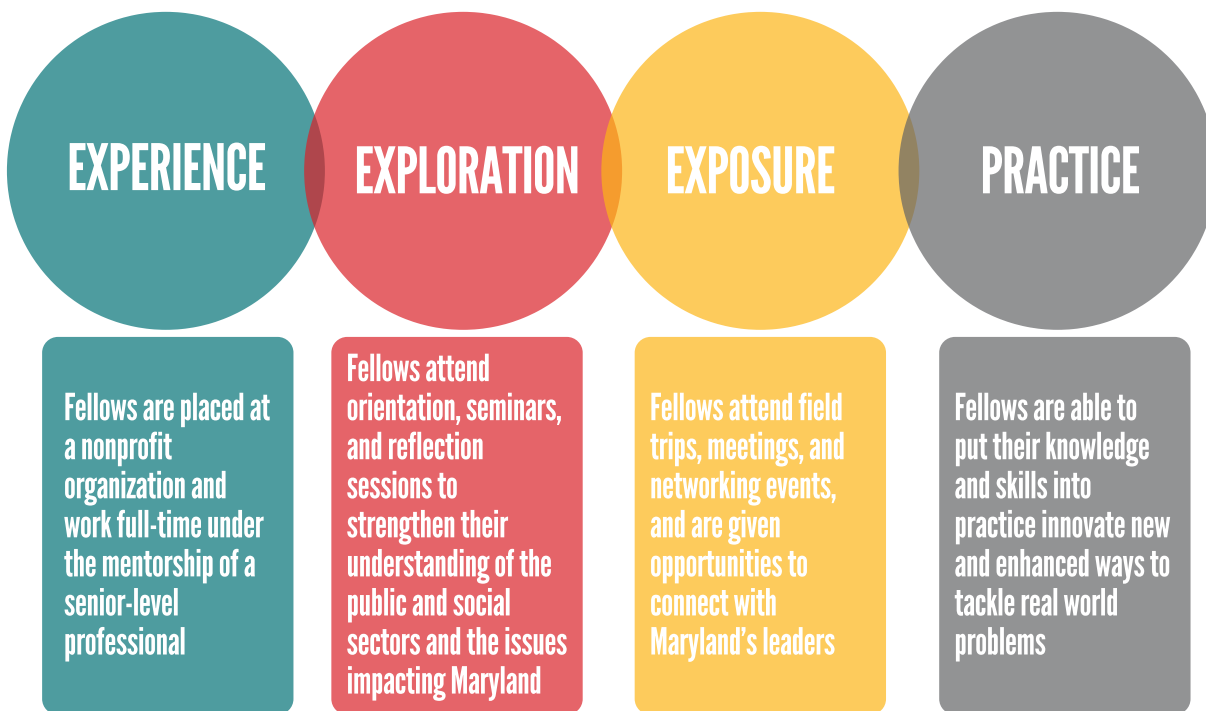 EXPERIENCE
EXPLORATION
EXPOSURE
PRACTICE
Fellows are placed at
a nonprofit
organization and
work full-time under
the mentorship of a
senior-level
professional
Fellows attend
orientation, seminars,
and reflection
sessions to
strengthen their
understanding of the
public and social
sectors and the issues
impacting Maryland
Fellows attend field
trips, meetings, and
networking events,
and are given
opportunities to
connect with
Maryland's leaders
Fellows are able to
put their knowledge
and skills into
practice innovate new
and enhanced ways to
tackle real world
problems